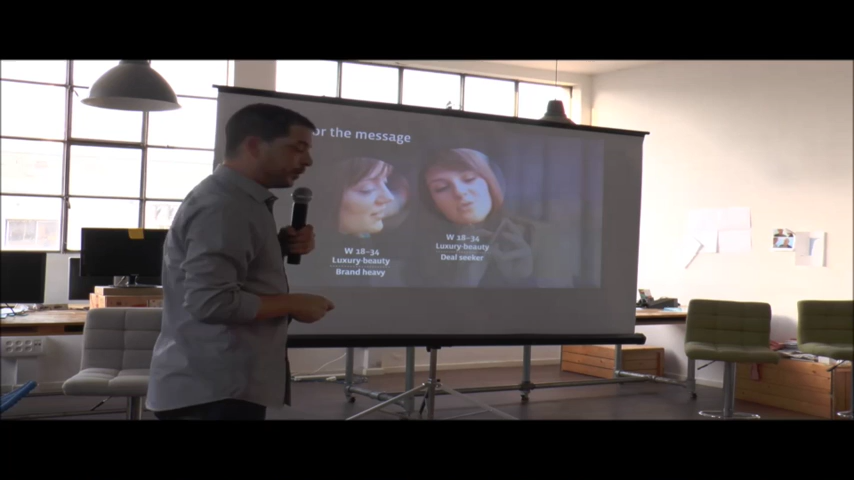 or the message
W 18-34
Luxury-beauty
Brand heavy
W 18-34
Luxury-beauty
Deal seeker